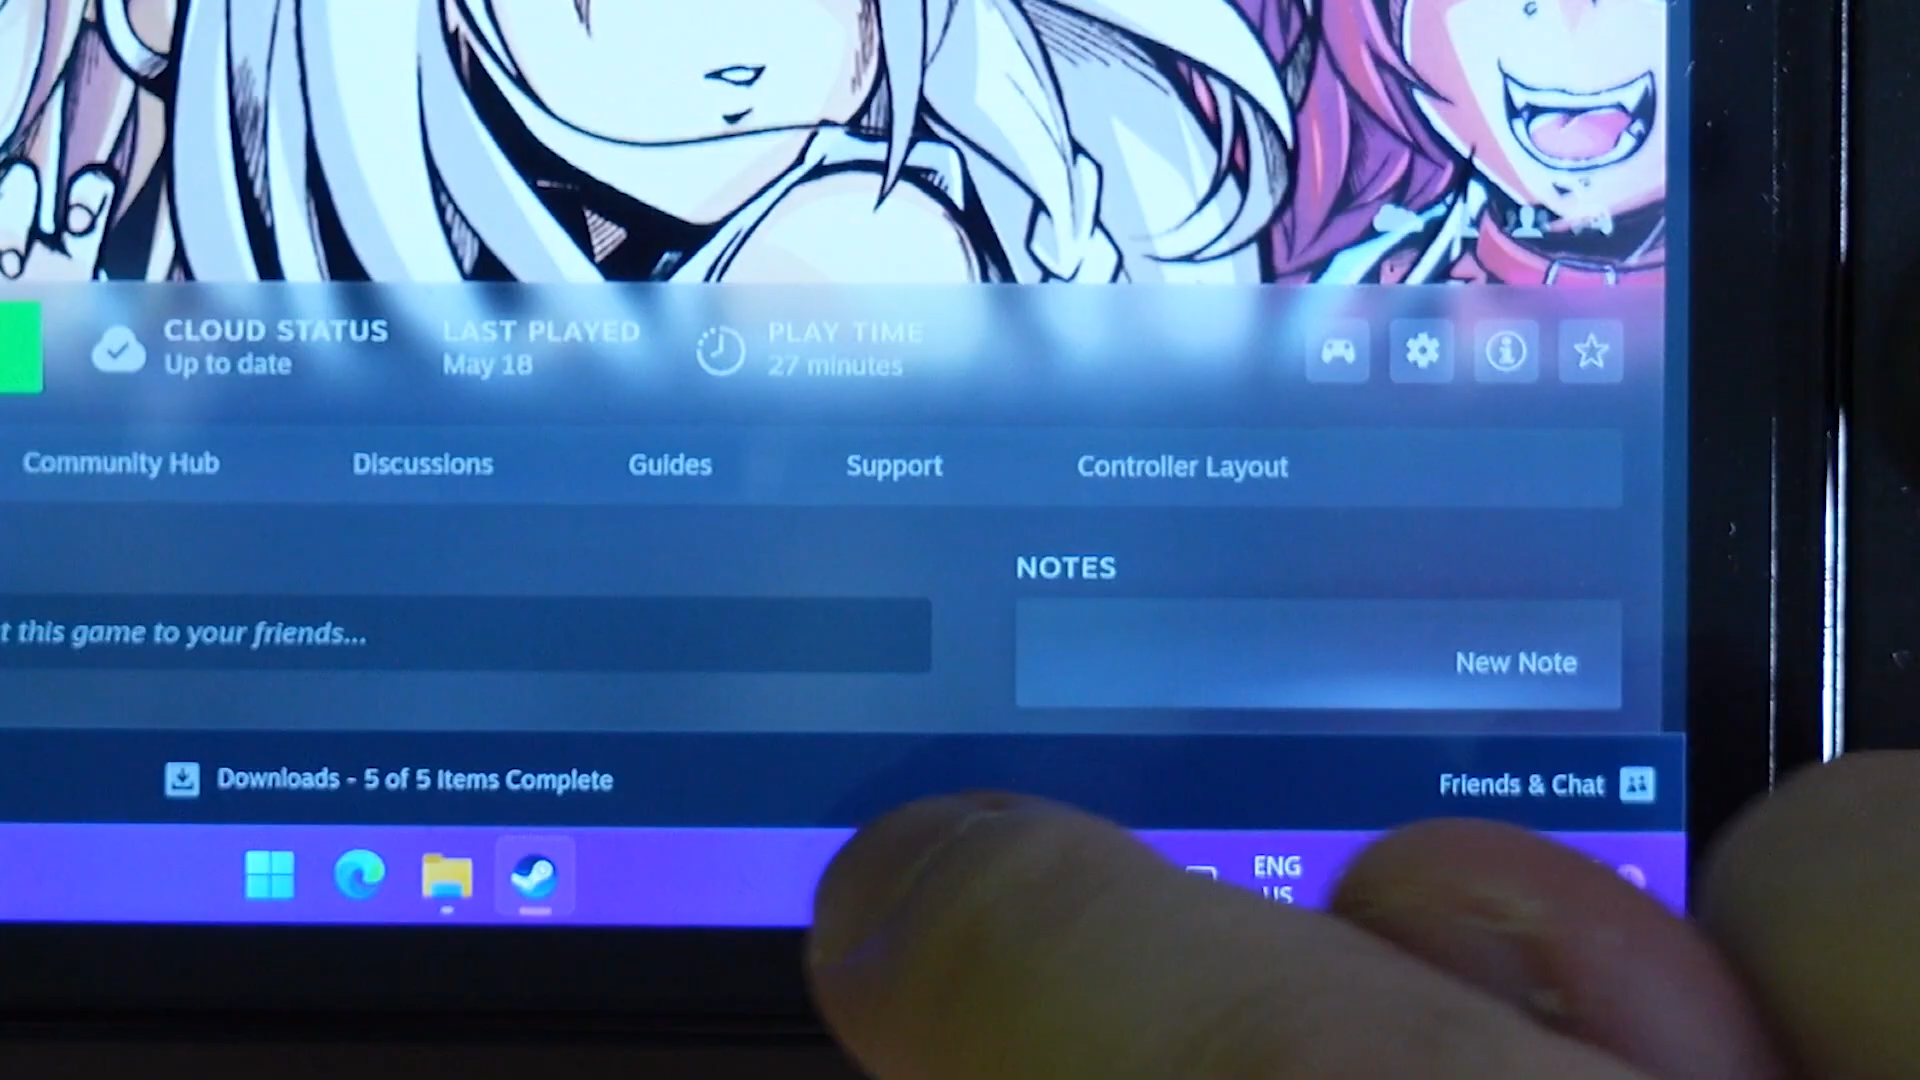 CLOUD STATUS
Up to date
LAST PLAYED
May 18
PLAY TIME
27 minutes
Community Hub
Discussions
Guides
Support
Controller Layout
NOTES
this game to your friends...
New Note
Downloads - 5 of 5 Items Complete
Friends & Chat
ENG
US